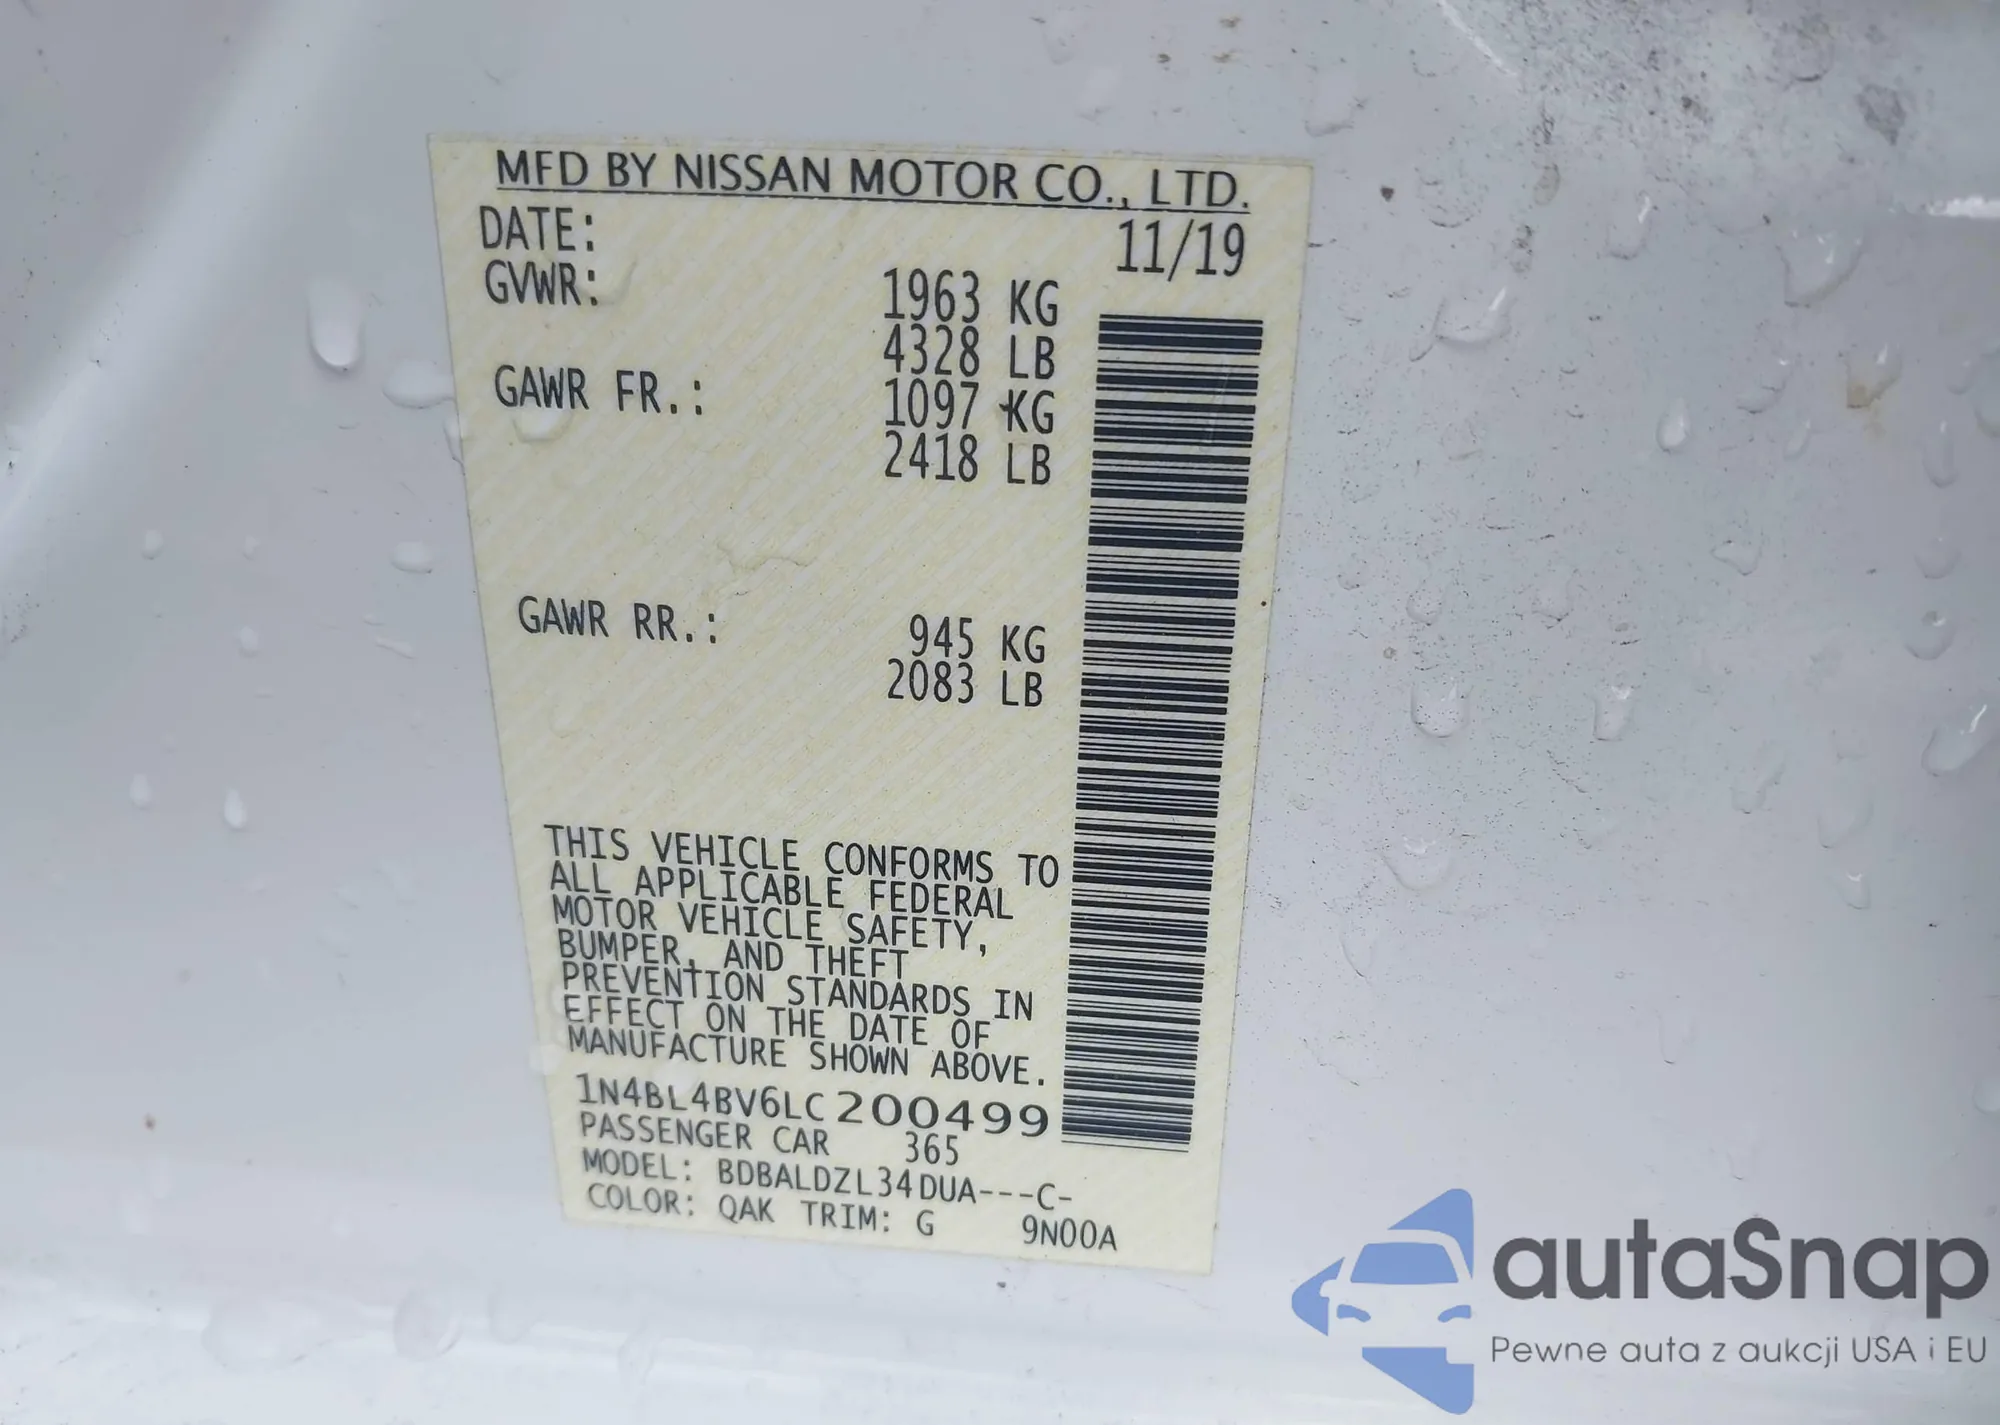 MFD BY NISSAN MOTOR CO., LTD.
DATE: 11/19
GVWR: 1963 KG
4328 LB
GAWR FR.: 1097 KG
2418 LB
GAWR RR.: 945 KG
2083 LB
THIS VEHICLE CONFORMS TO
ALL APPLICABLE FEDERAL
MOTOR VEHICLE SAFETY,
BUMPER, AND THEFT
PREVENTION STANDARDS IN
EFFECT ON THE DATE OF
MANUFACTURE SHOWN ABOVE.
1N4BL4BV6LC200499
PASSENGER CAR 365
MODEL: BDBALDZL34DUA---C-
COLOR: QAK TRIM: G 9N00A
autaSnap
Pewne auta z aukcji USA i EU